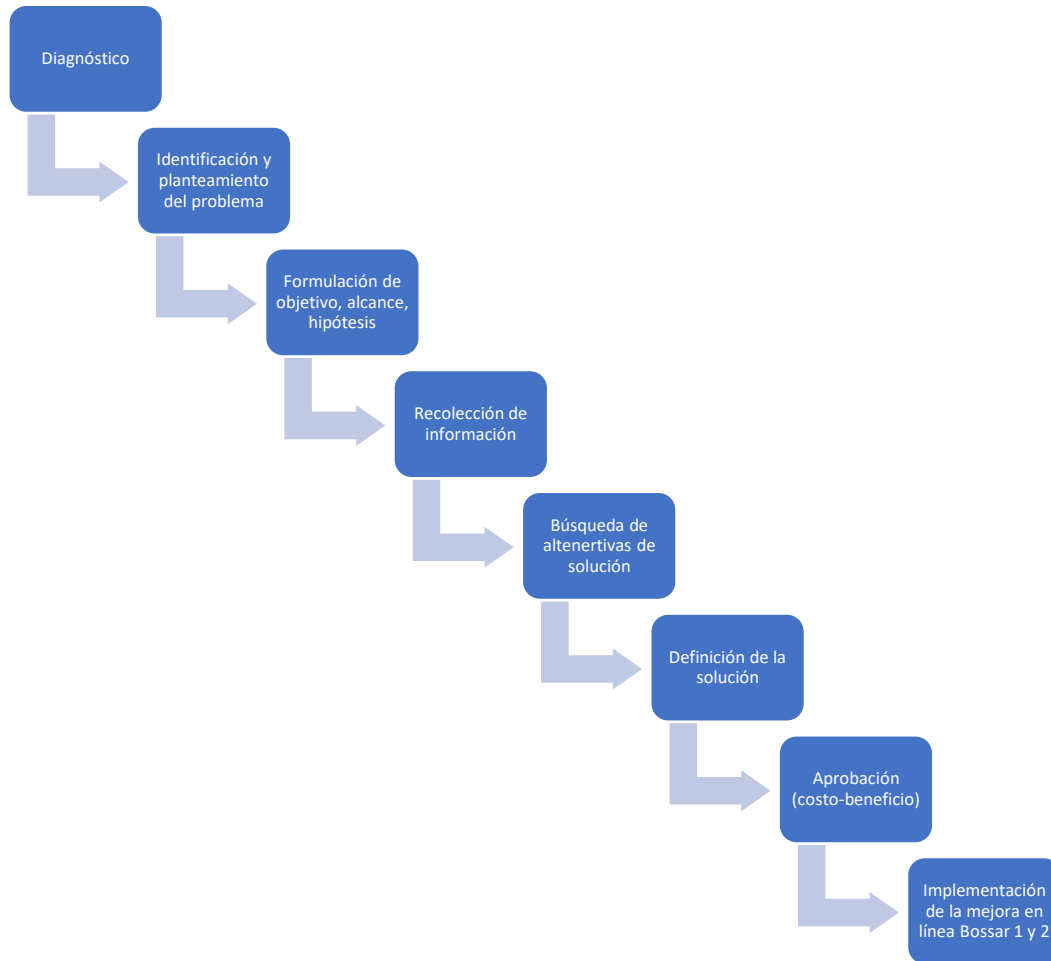 Diagnóstico
Identificación y
planteamiento
del problema
Formulación de
objetivo, alcance,
hipótesis
Recolección de
información
Búsqueda de
altenertivas de
solución
Definición de la
solución
Aprobación
(costo-beneficio)
Implementación
de la mejora en
línea Bossar 1 y 2